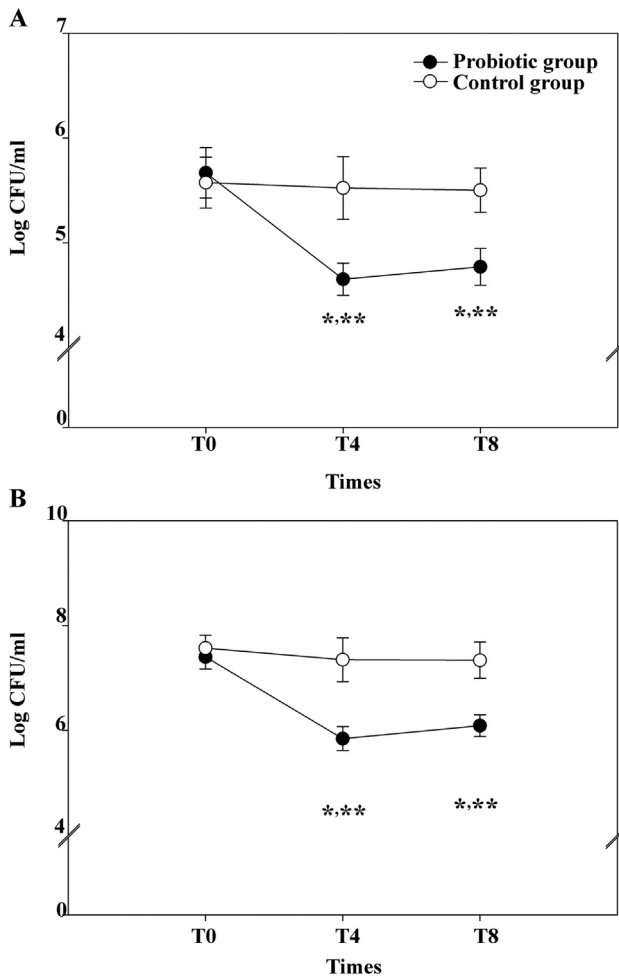 A
7
Probiotic group
Control group
6
Log CFU/ml
5
*,** *,**
4
0
T0 T4 T8
Times
B
10
8
Log CFU/ml
6
*,** *,**
4
0
T0 T4 T8
Times